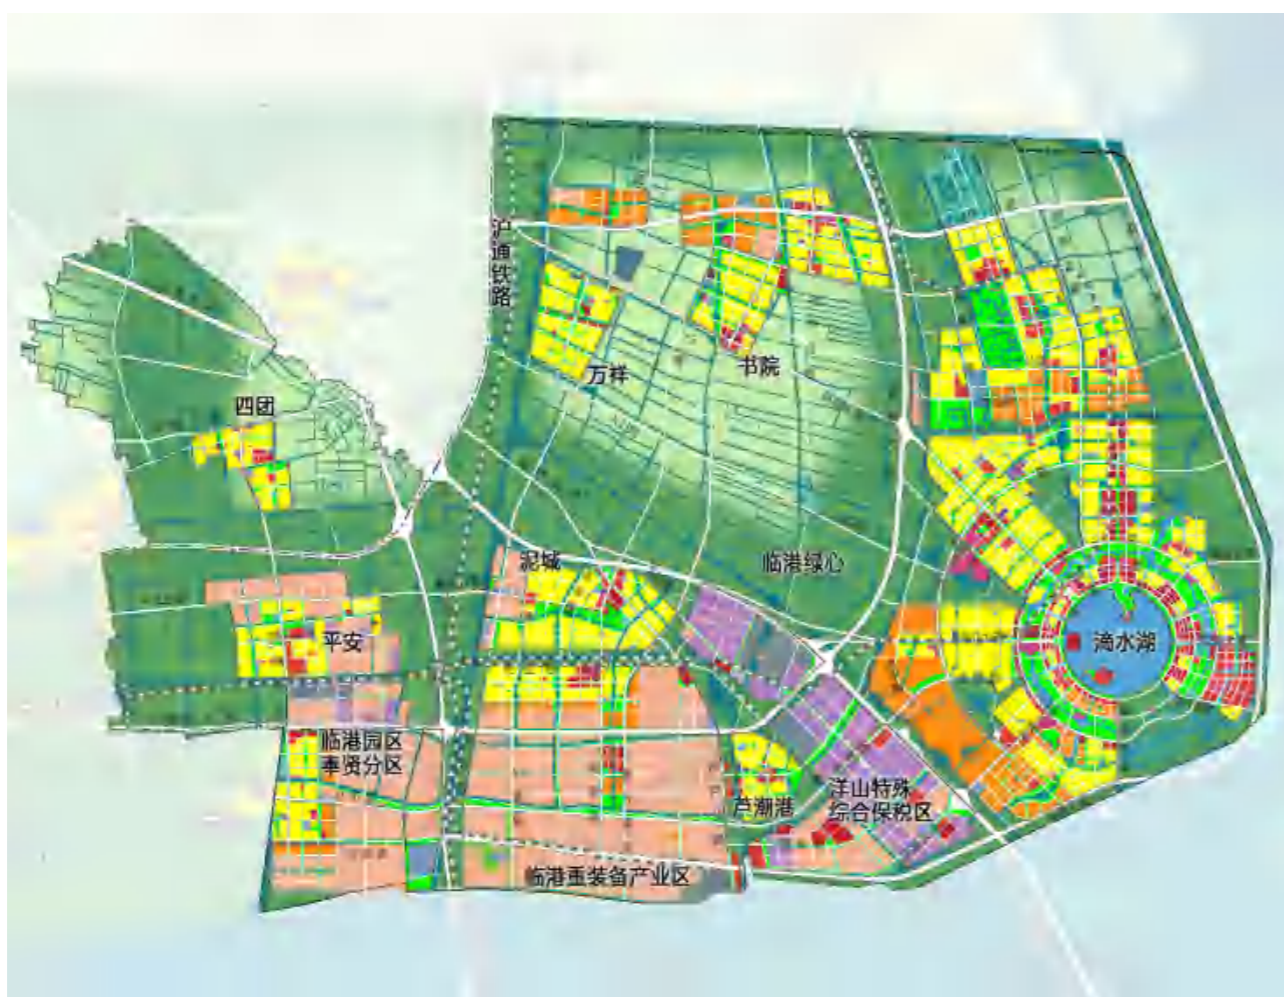 沪通铁路
万祥
书院
四团
泥城
临港绿心
平安
滴水湖
临港园区
奉贤分区
芦潮港
洋山特殊
综合保税区
临港重装备产业区